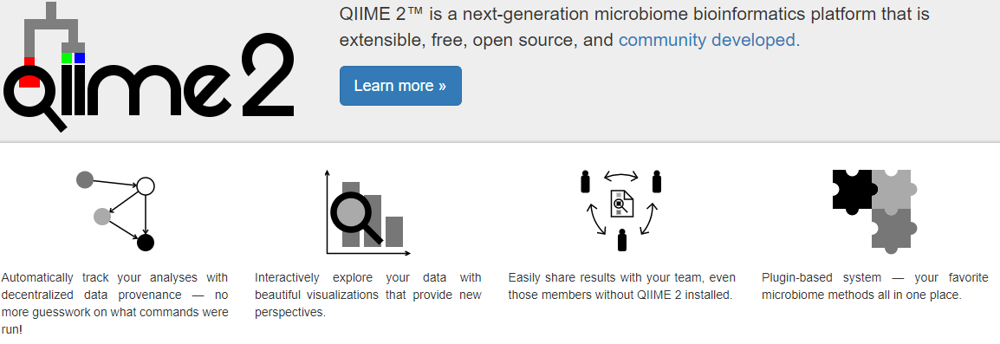 qiime 2
QIIME 2™ is a next-generation microbiome bioinformatics platform that is
extensible, free, open source, and community developed.
Learn more »
Automatically track your analyses with
decentralized data provenance — no
more guesswork on what commands were
run!
Interactively explore your data with
beautiful visualizations that provide new
perspectives.
Easily share results with your team, even
those members without QIIME 2 installed.
Plugin-based system — your favorite
microbiome methods all in one place.